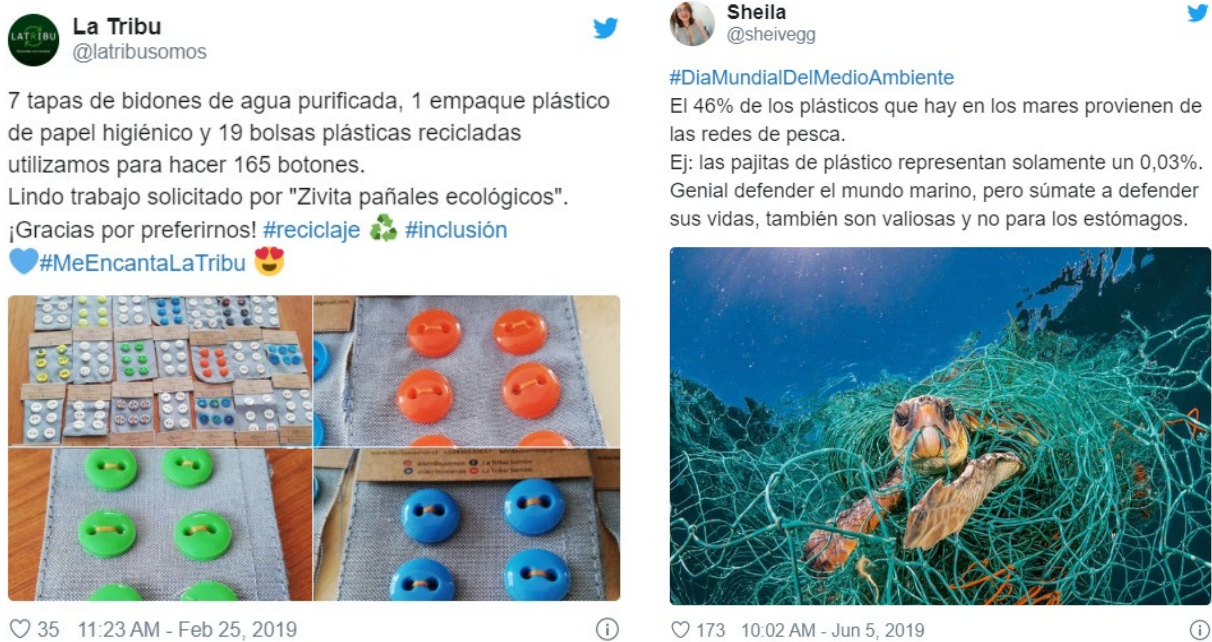 LATRIBU
La Tribu
@latribusomos
7 tapas de bidones de agua purificada, 1 empaque plástico
de papel higiénico y 19 bolsas plásticas recicladas
utilizamos para hacer 165 botones.
Lindo trabajo solicitado por "Zivita pañales ecológicos".
¡Gracias por preferirnos! #reciclaje ♻️ #inclusión
💙#MeEncantaLaTribu 😍
35 11:23 AM - Feb 25, 2019
Sheila
@sheivegg
#DiaMundialDelMedioAmbiente
El 46% de los plásticos que hay en los mares provienen de
las redes de pesca.
Ej: las pajitas de plástico representan solamente un 0,03%.
Genial defender el mundo marino, pero súmate a defender
sus vidas, también son valiosas y no para los estómagos.
173 10:02 AM - Jun 5, 2019